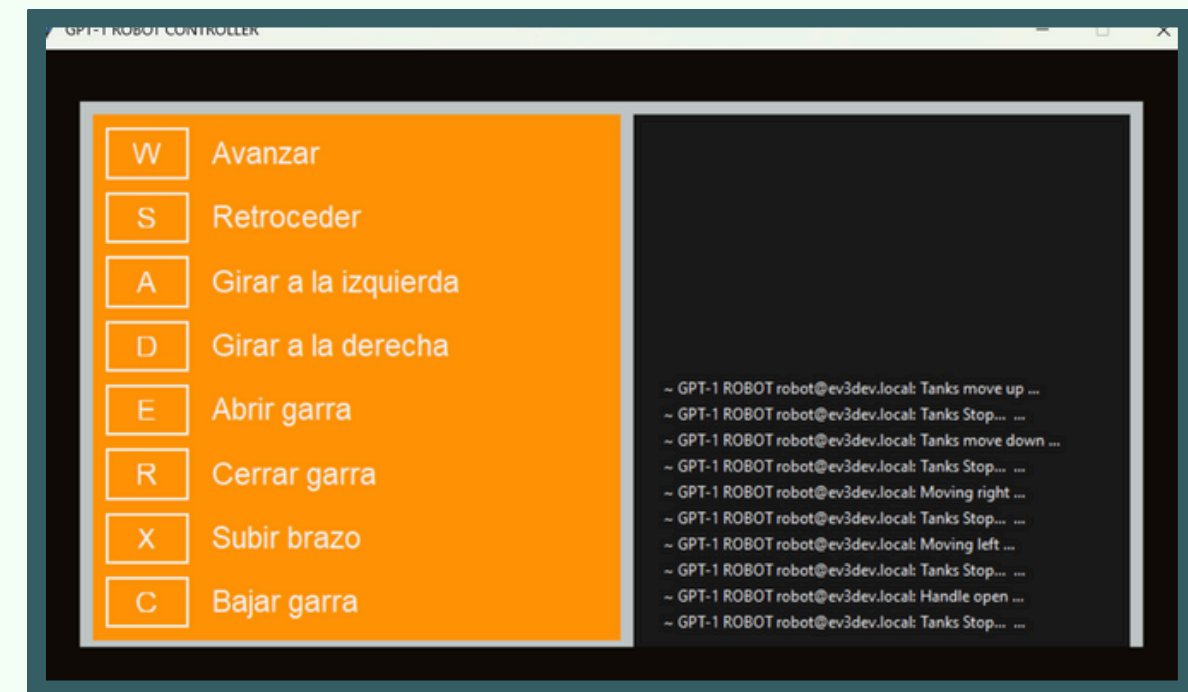 GPT-1 ROBOT CONTROLLER
W Avanzar
S Retroceder
A Girar a la izquierda
D Girar a la derecha
E Abrir garra
R Cerrar garra
X Subir brazo
C Bajar garra
~ GPT-1 ROBOT robot@ev3dev.local: Tanks move up ...
~ GPT-1 ROBOT robot@ev3dev.local: Tanks Stop... ...
~ GPT-1 ROBOT robot@ev3dev.local: Tanks move down ...
~ GPT-1 ROBOT robot@ev3dev.local: Tanks Stop... ...
~ GPT-1 ROBOT robot@ev3dev.local: Moving right ...
~ GPT-1 ROBOT robot@ev3dev.local: Tanks Stop... ...
~ GPT-1 ROBOT robot@ev3dev.local: Moving left ...
~ GPT-1 ROBOT robot@ev3dev.local: Tanks Stop... ...
~ GPT-1 ROBOT robot@ev3dev.local: Handle open ...
~ GPT-1 ROBOT robot@ev3dev.local: Tanks Stop... ...